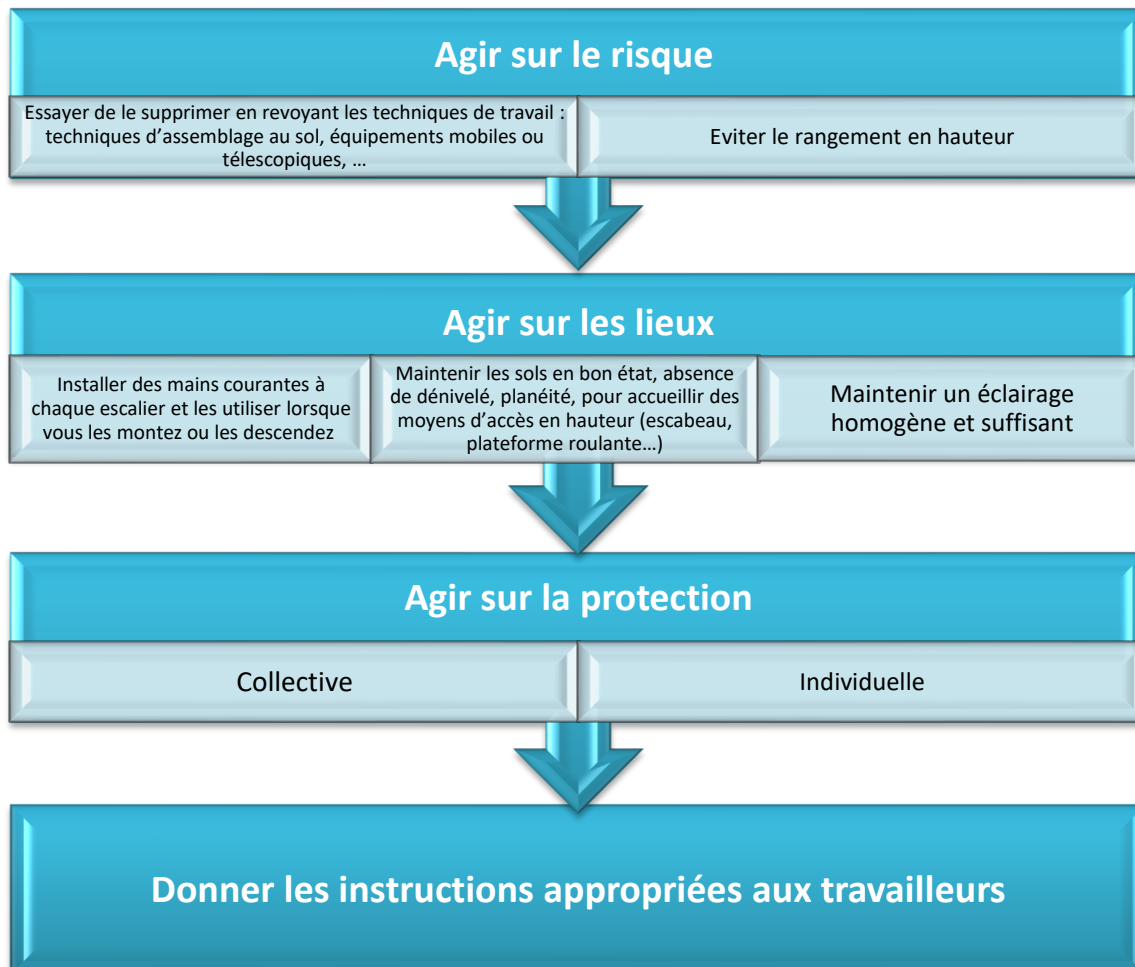 Agir sur le risque
Essayer de le supprimer en revoyant les techniques de travail :
techniques d’assemblage au sol, équipements mobiles ou
télescopiques, …
Eviter le rangement en hauteur
Agir sur les lieux
Installer des mains courantes à
chaque escalier et les utiliser lorsque
vous les montez ou les descendez
Maintenir les sols en bon état, absence
de dénivelé, planéité, pour accueillir des
moyens d’accès en hauteur (escabeau,
plateforme roulante…)
Maintenir un éclairage
homogène et suffisant
Agir sur la protection
Collective
Individuelle
Donner les instructions appropriées aux travailleurs